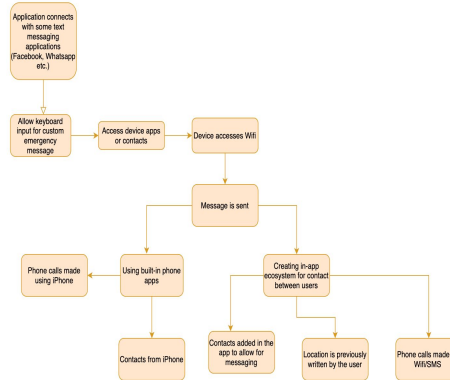 Application connects
with some text
messaging
applications
(Facebook, Whatsapp
etc.)
Allow keyboard
input for custom
emergency
message
Access device apps
or contacts
Device accesses Wifi
Message is sent
Phone calls made
using iPhone
Using built-in phone
apps
Creating in-app
ecosystem for contact
between users
Contacts from iPhone
Contacts added in the
app to allow for
messaging
Location is previously
written by the user
Phone calls made
Wifi/SMS